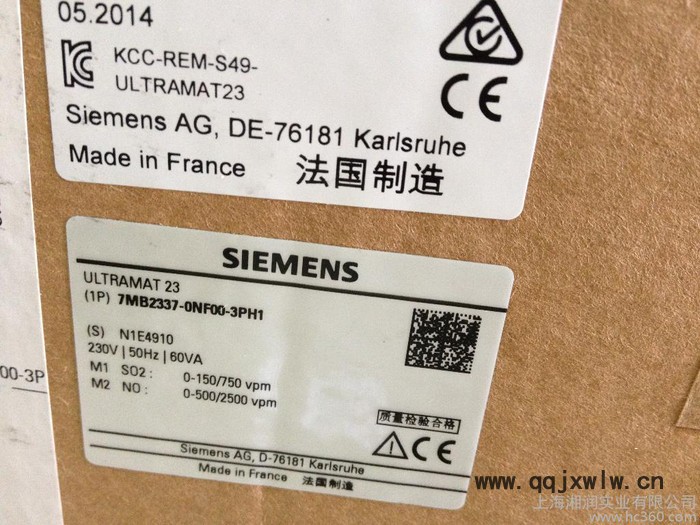 05.2014
KCC-REM-S49-
ULTRAMAT23
Siemens AG, DE-76181 Karlsruhe
Made in France 法国制造
00-3P
SIEMENS
ULTRAMAT 23
(1P) 7MB2337-0NF00-3PH1
(S) N1E4910
230V | 50Hz | 60VA
M1 SO2: 0-150/750 vpm
M2 NO: 0-500/2500 vpm
质量检验合格
CE
Siemens AG, D-76181 Karlsruhe
Made in France 法国制造
www.qqjxwlw.cn
上海湘润实业有限公司
www.hc360.com